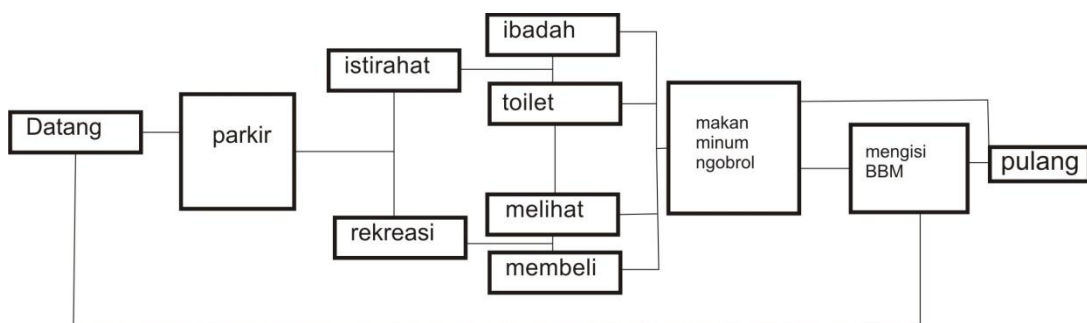 Datang
parkir
istirahat
rekreasi
ibadah
toilet
melihat
membeli
makan
minum
ngobrol
mengisi
BBM
pulang